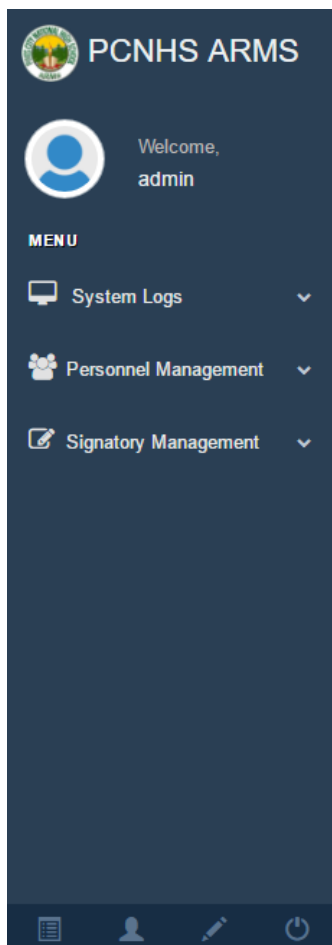 PCNHS ARMS
Welcome,
admin
MENU
System Logs
Personnel Management
Signatory Management